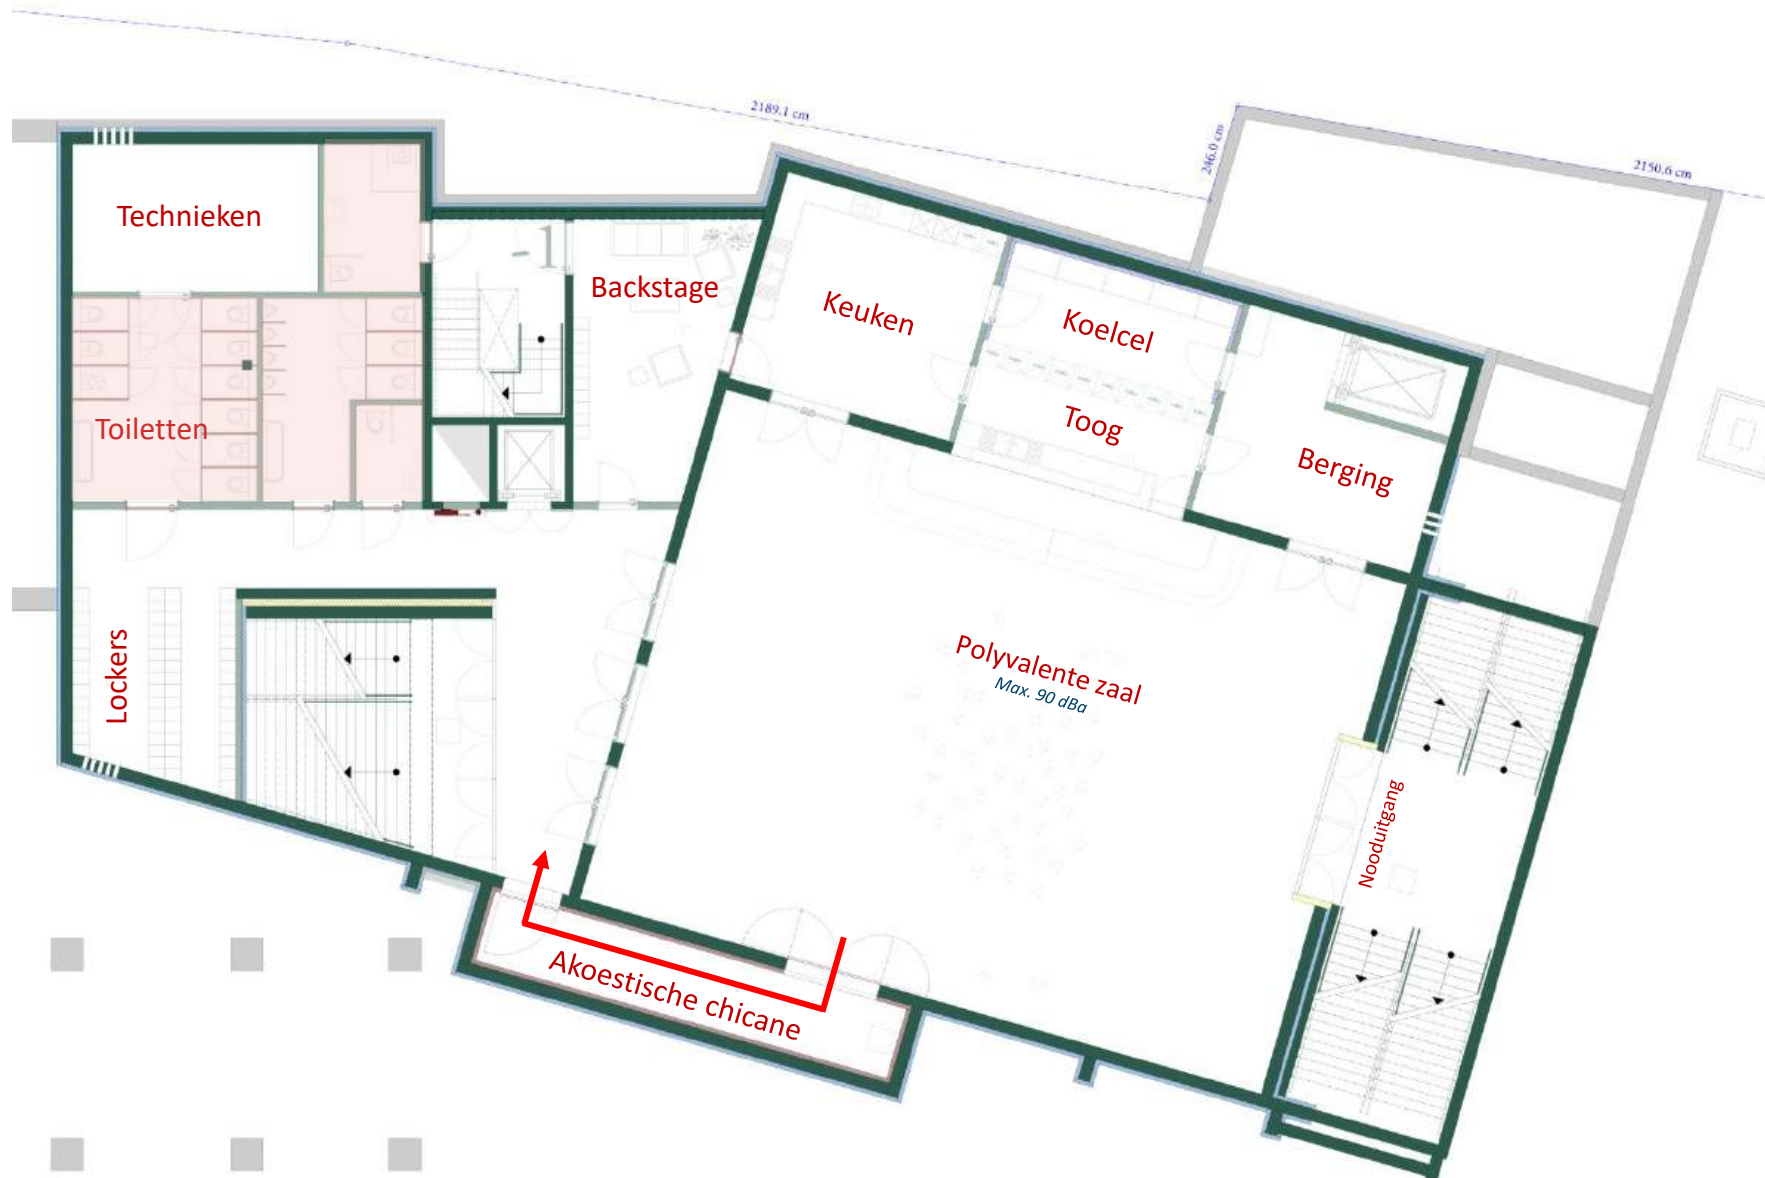 2189.1 cm
246.0 cm
2150.6 cm
Technieken
Backstage
Keuken
Koelcel
Toog
Toiletten
Berging
Lockers
Polyvalente zaal
Max. 90 dBa
Nooduitgang
Akoestische chicane